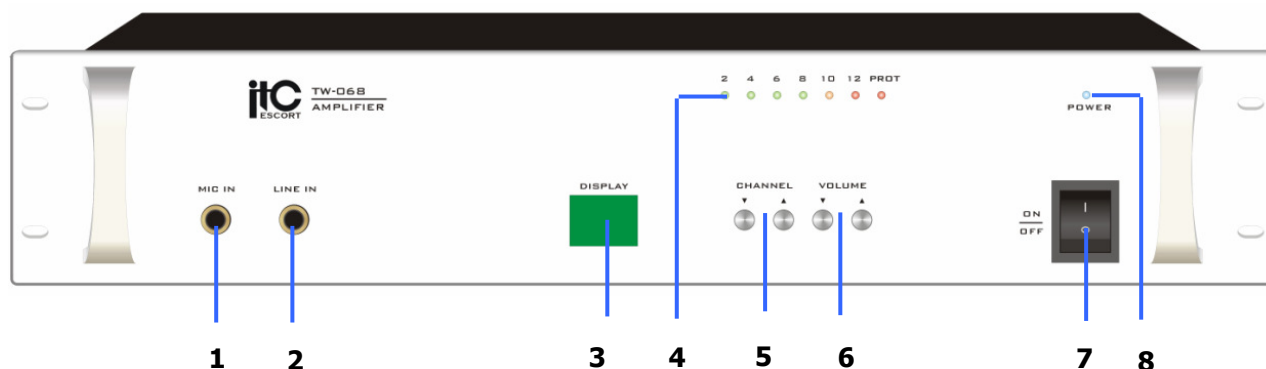 2 4 6 8 10 12 PROT
itC
ESCORT
TW-068
AMPLIFIER
POWER
MIC IN
LINE IN
DISPLAY
CHANNEL
VOLUME
▼ ▲ ▼ ▲
ON
OFF
I
O
1 2 3 4 5 6 7 8